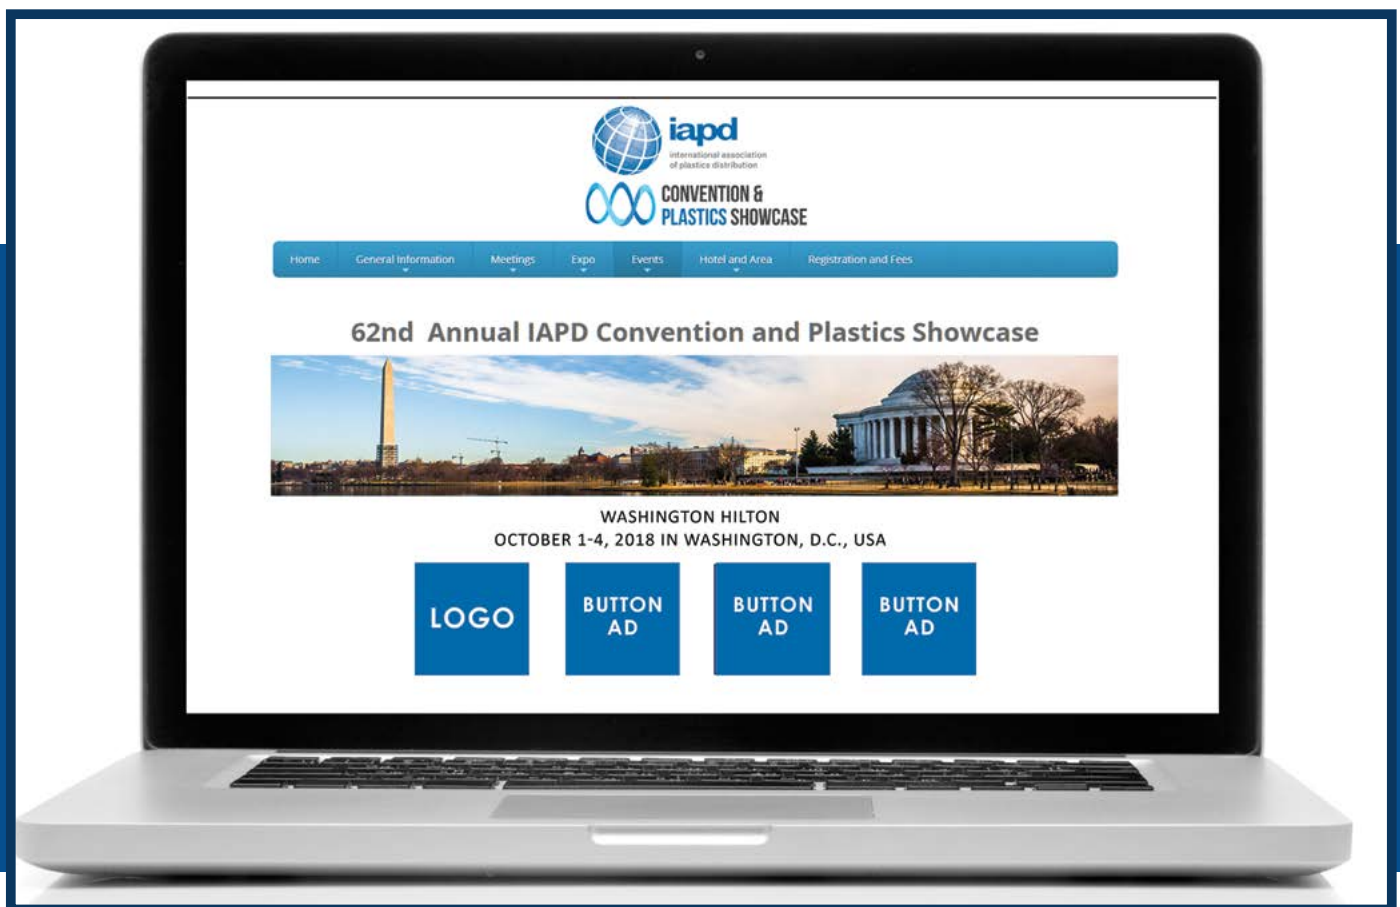 iapd
international association
of plastics distribution
CONVENTION &
PLASTICS SHOWCASE
Home General Information Meetings Expo Events Hotel and Area Registration and Fees
62nd Annual IAPD Convention and Plastics Showcase
WASHINGTON HILTON
OCTOBER 1-4, 2018 IN WASHINGTON, D.C., USA
LOGO
BUTTON
AD
BUTTON
AD
BUTTON
AD